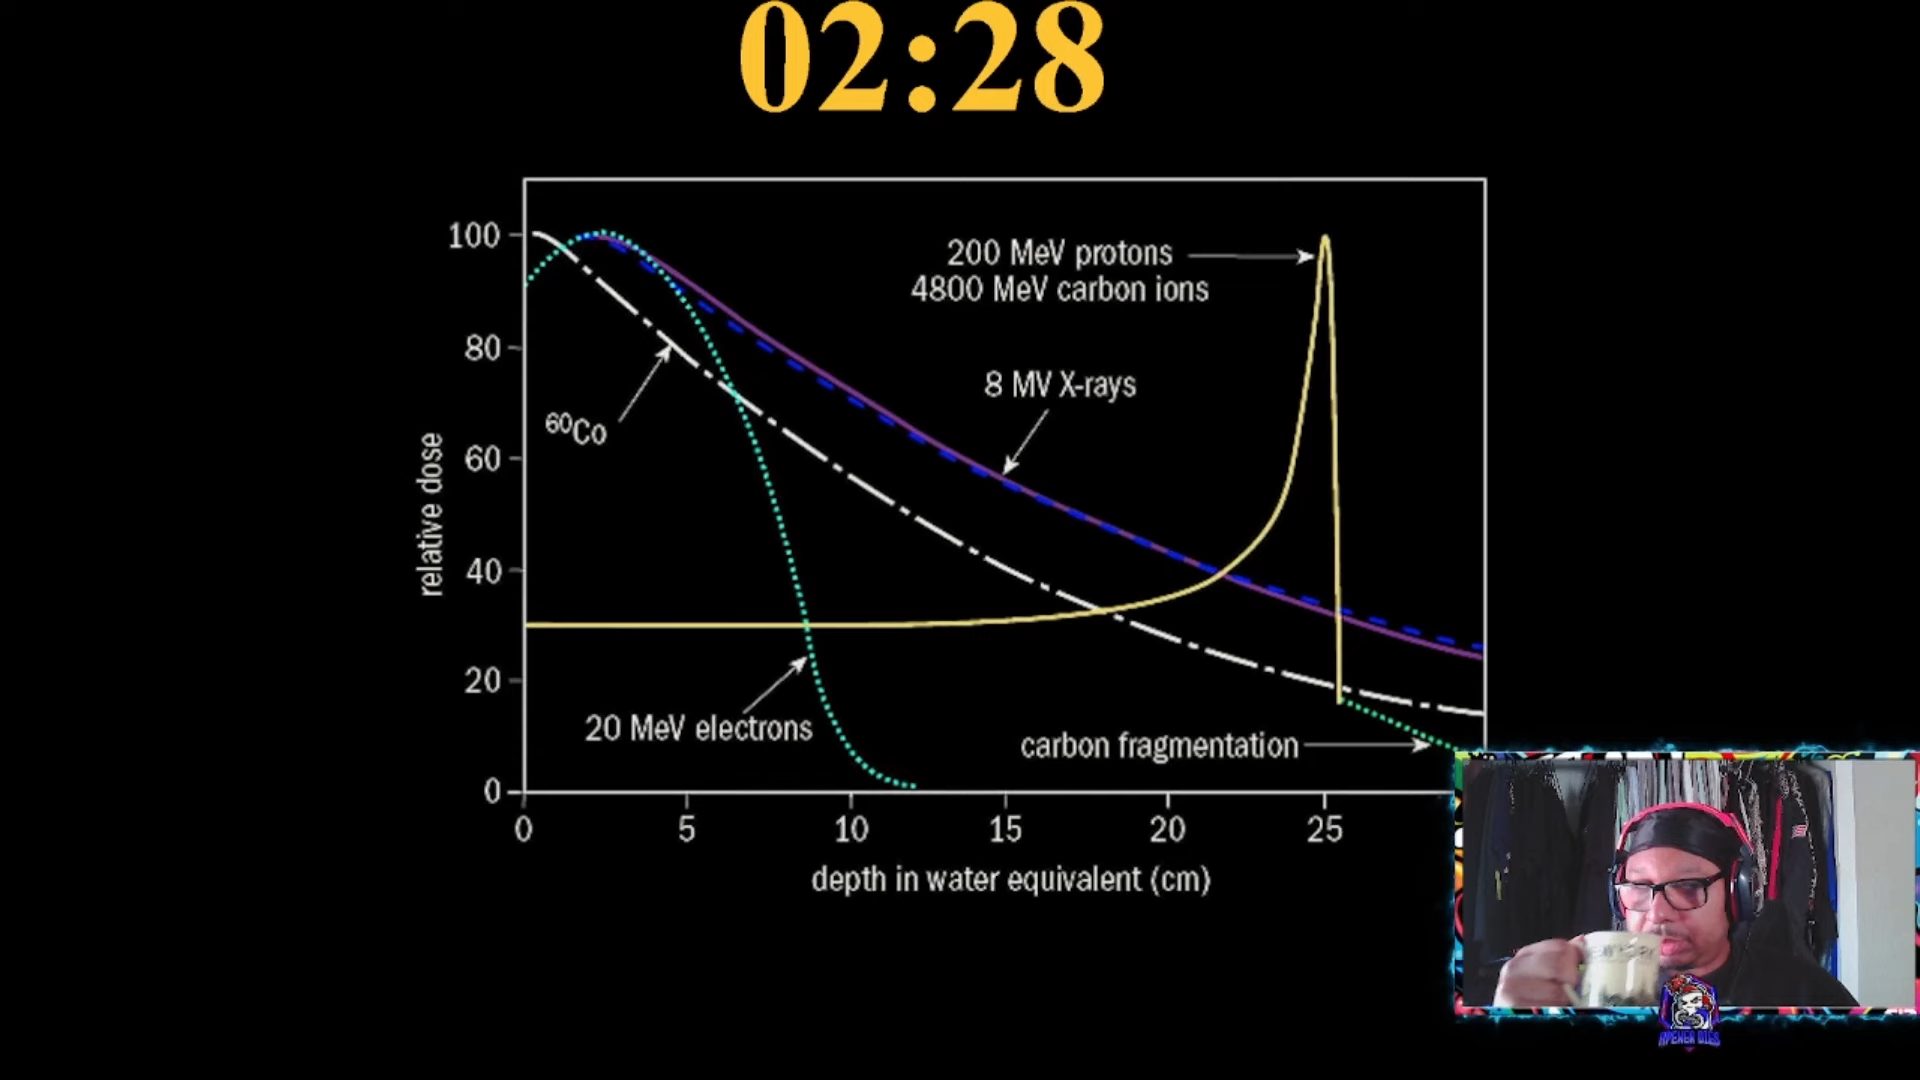 02:28
100
80
60
40
20
0
relative dose
200 MeV protons
4800 MeV carbon ions
8 MV X-rays
⁶⁰Co
20 MeV electrons
carbon fragmentation
0 5 10 15 20 25
depth in water equivalent (cm)